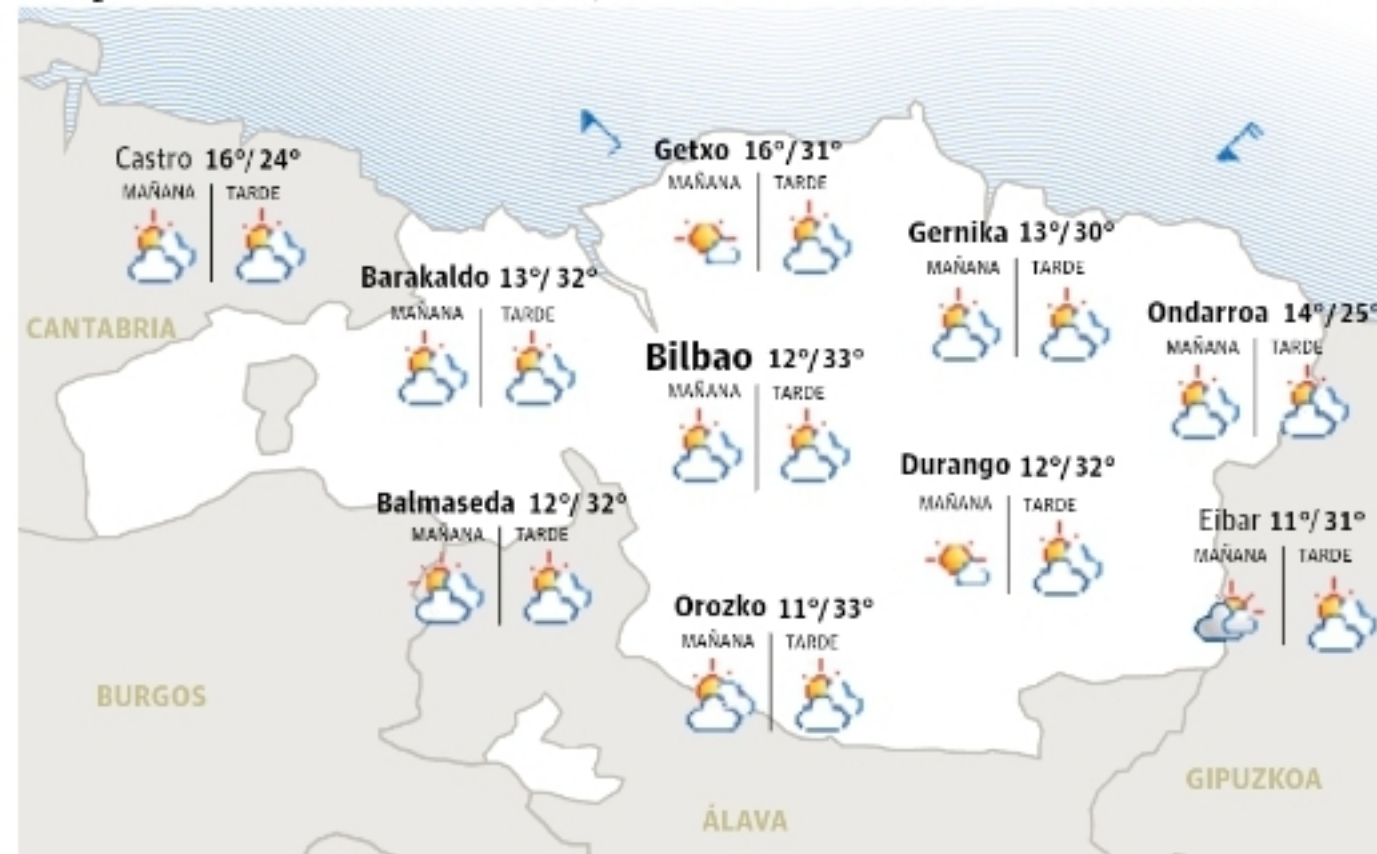 Castro 16°/24°
MAÑANA TARDE
Getxo 16°/31°
MAÑANA TARDE
Gernika 13°/30°
MAÑANA TARDE
Barakaldo 13°/32°
MAÑANA TARDE
CANTABRIA
Ondarroa 14°/25°
MAÑANA TARDE
Bilbao 12°/33°
MAÑANA TARDE
Durango 12°/32°
MAÑANA TARDE
Balmaseda 12°/32°
MAÑANA TARDE
Eibar 11°/31°
MAÑANA TARDE
Orozko 11°/33°
MAÑANA TARDE
BURGOS
GIPUZKOA
ÁLAVA